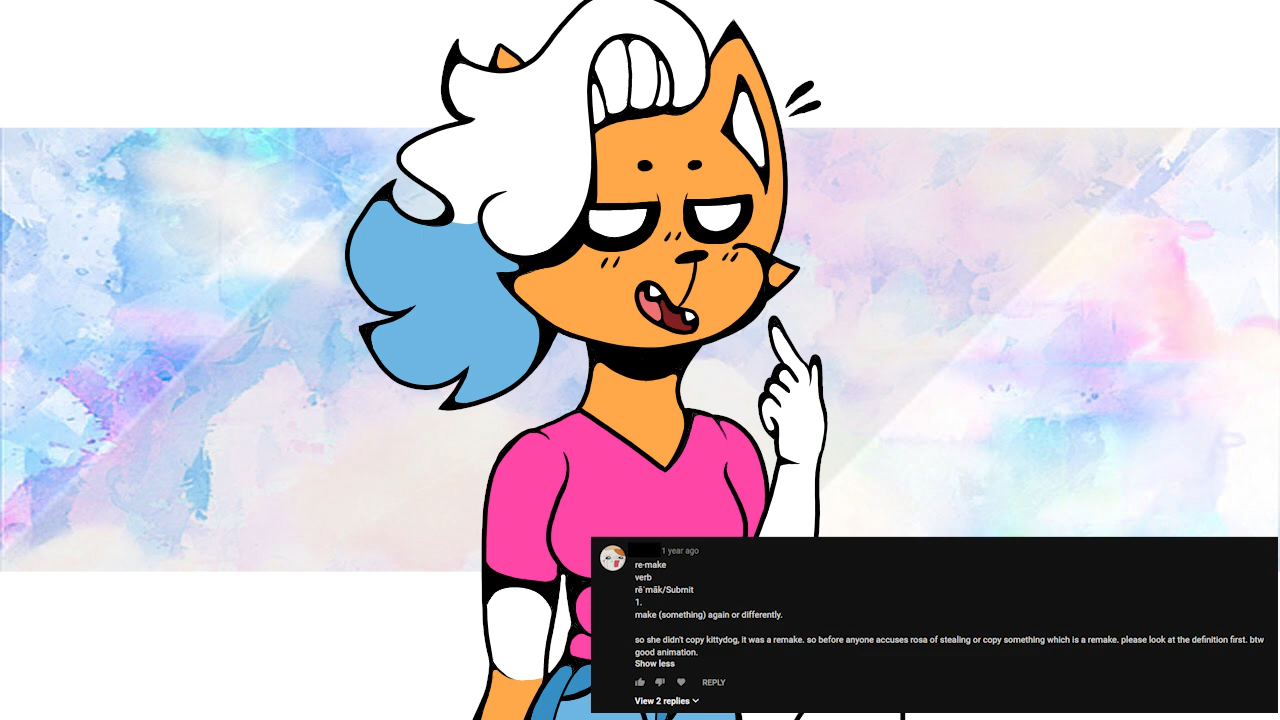 1 year ago
re·make
verb
rēˈmāk/Submit
1.
make (something) again or differently.
so she didn't copy kittydog, it was a remake. so before anyone accuses rosa of stealing or copy something which is a remake. please look at the definition first. btw
good animation.
Show less
REPLY
View 2 replies